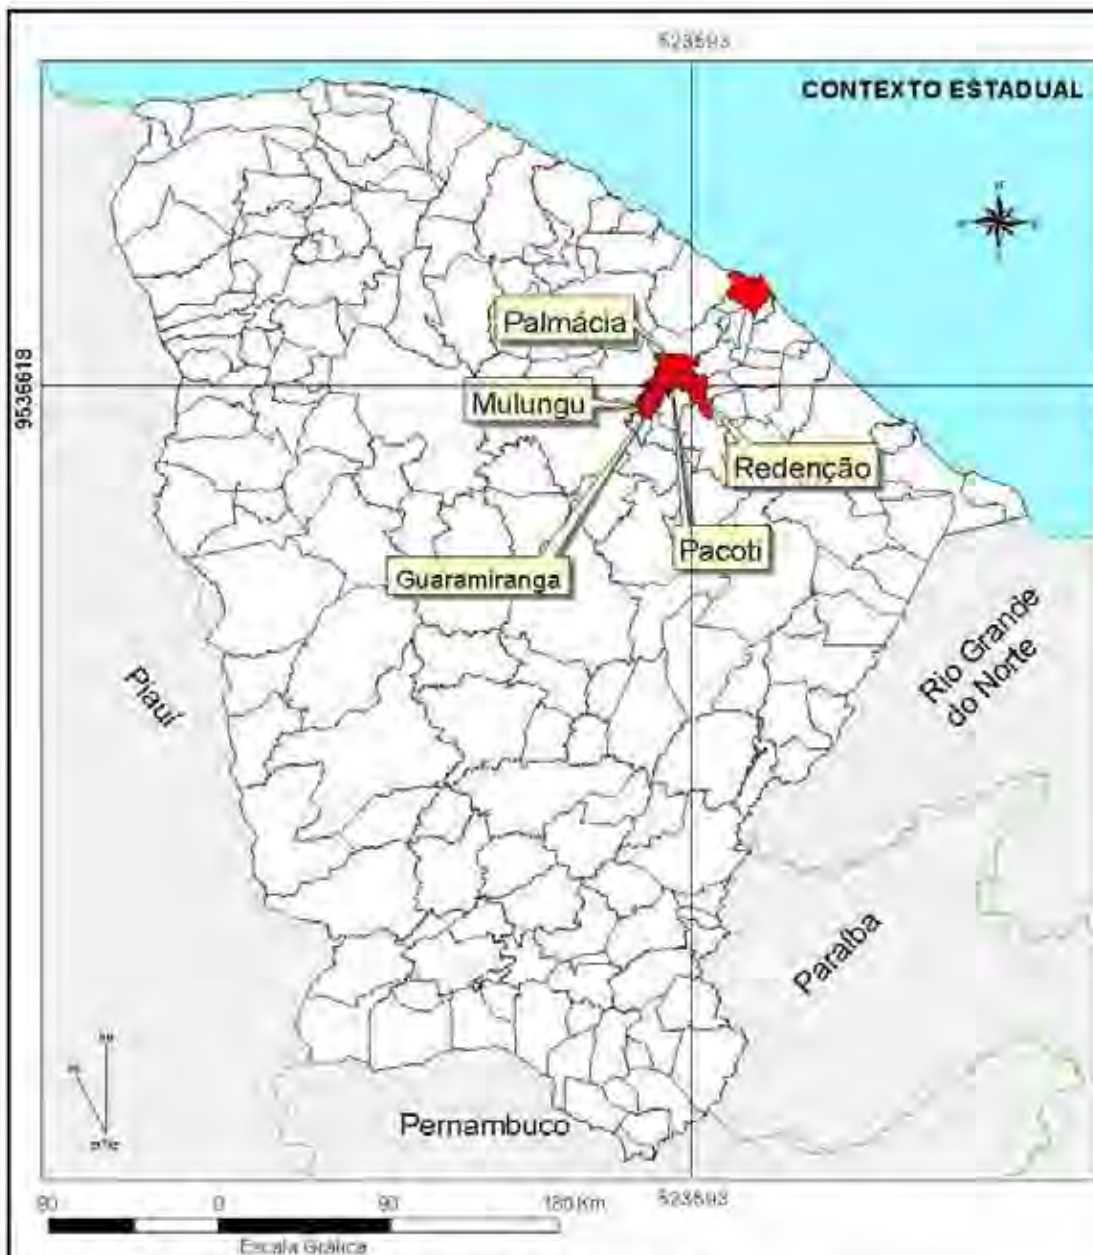 523593
CONTEXTO ESTADUAL
Palmácia
9536618
Mulungu
Redenção
Pacoti
Guaramiranga
Rio Grande
do Norte
Piauí
Paraíba
Pernambuco
90 0 90 180 Km
523593
Escala Gráfica